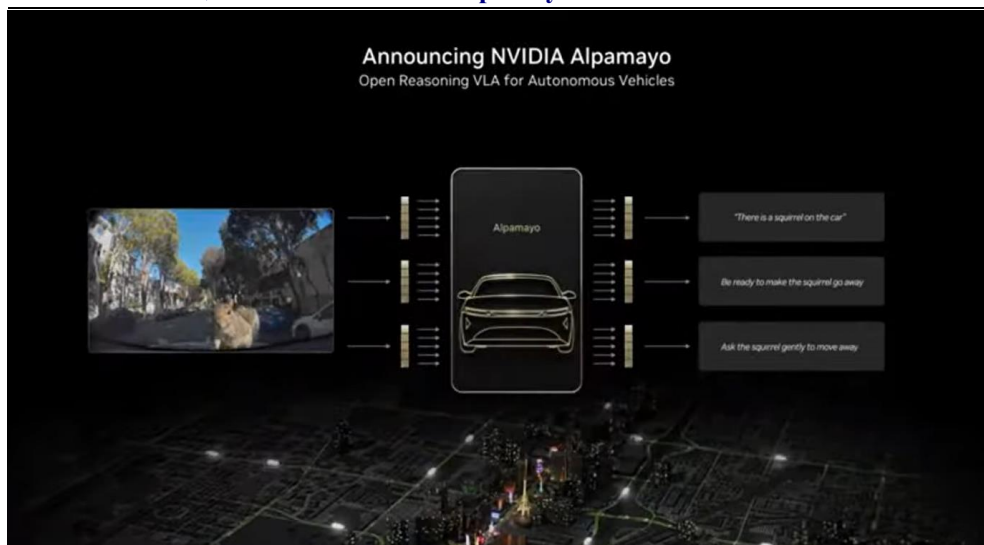 Announcing NVIDIA Alpamayo
Open Reasoning VLA for Autonomous Vehicles
Alpamayo
"There is a squirrel on the car"
Be ready to make the squirrel go away
Ask the squirrel gently to move away